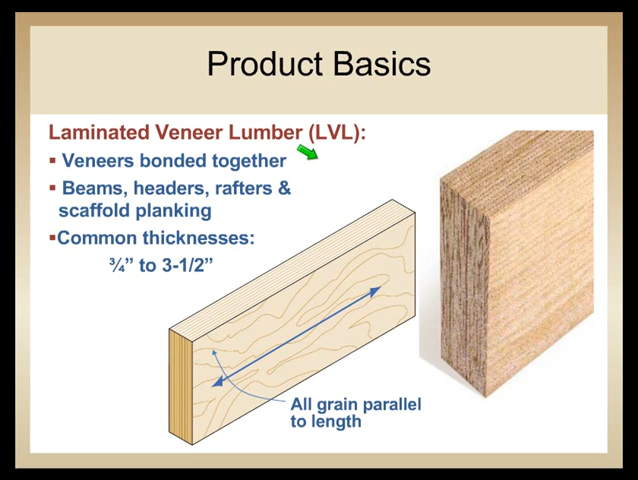 Product Basics
Laminated Veneer Lumber (LVL):
▪ Veneers bonded together
▪ Beams, headers, rafters &
scaffold planking
▪Common thicknesses:
¾” to 3-1/2”
All grain parallel
to length